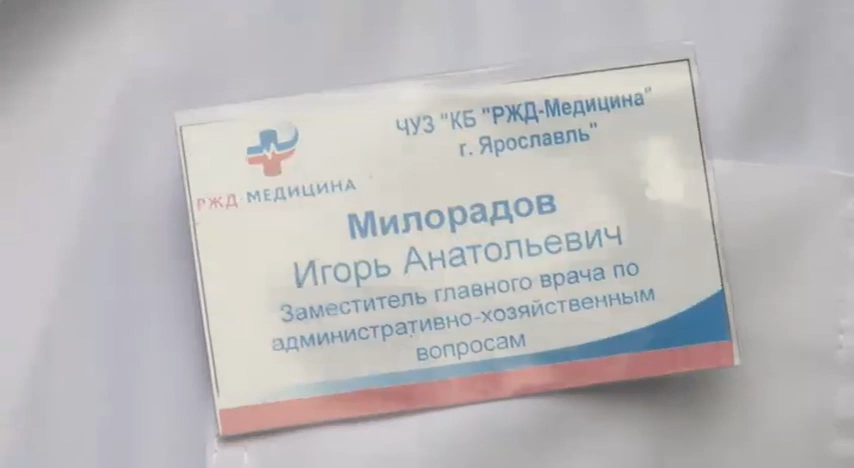 ЧУЗ "КБ "РЖД-Медицина"
г. Ярославль"
РЖД МЕДИЦИНА
Милорадов
Игорь Анатольевич
Заместитель главного врача по
административно-хозяйственным
вопросам